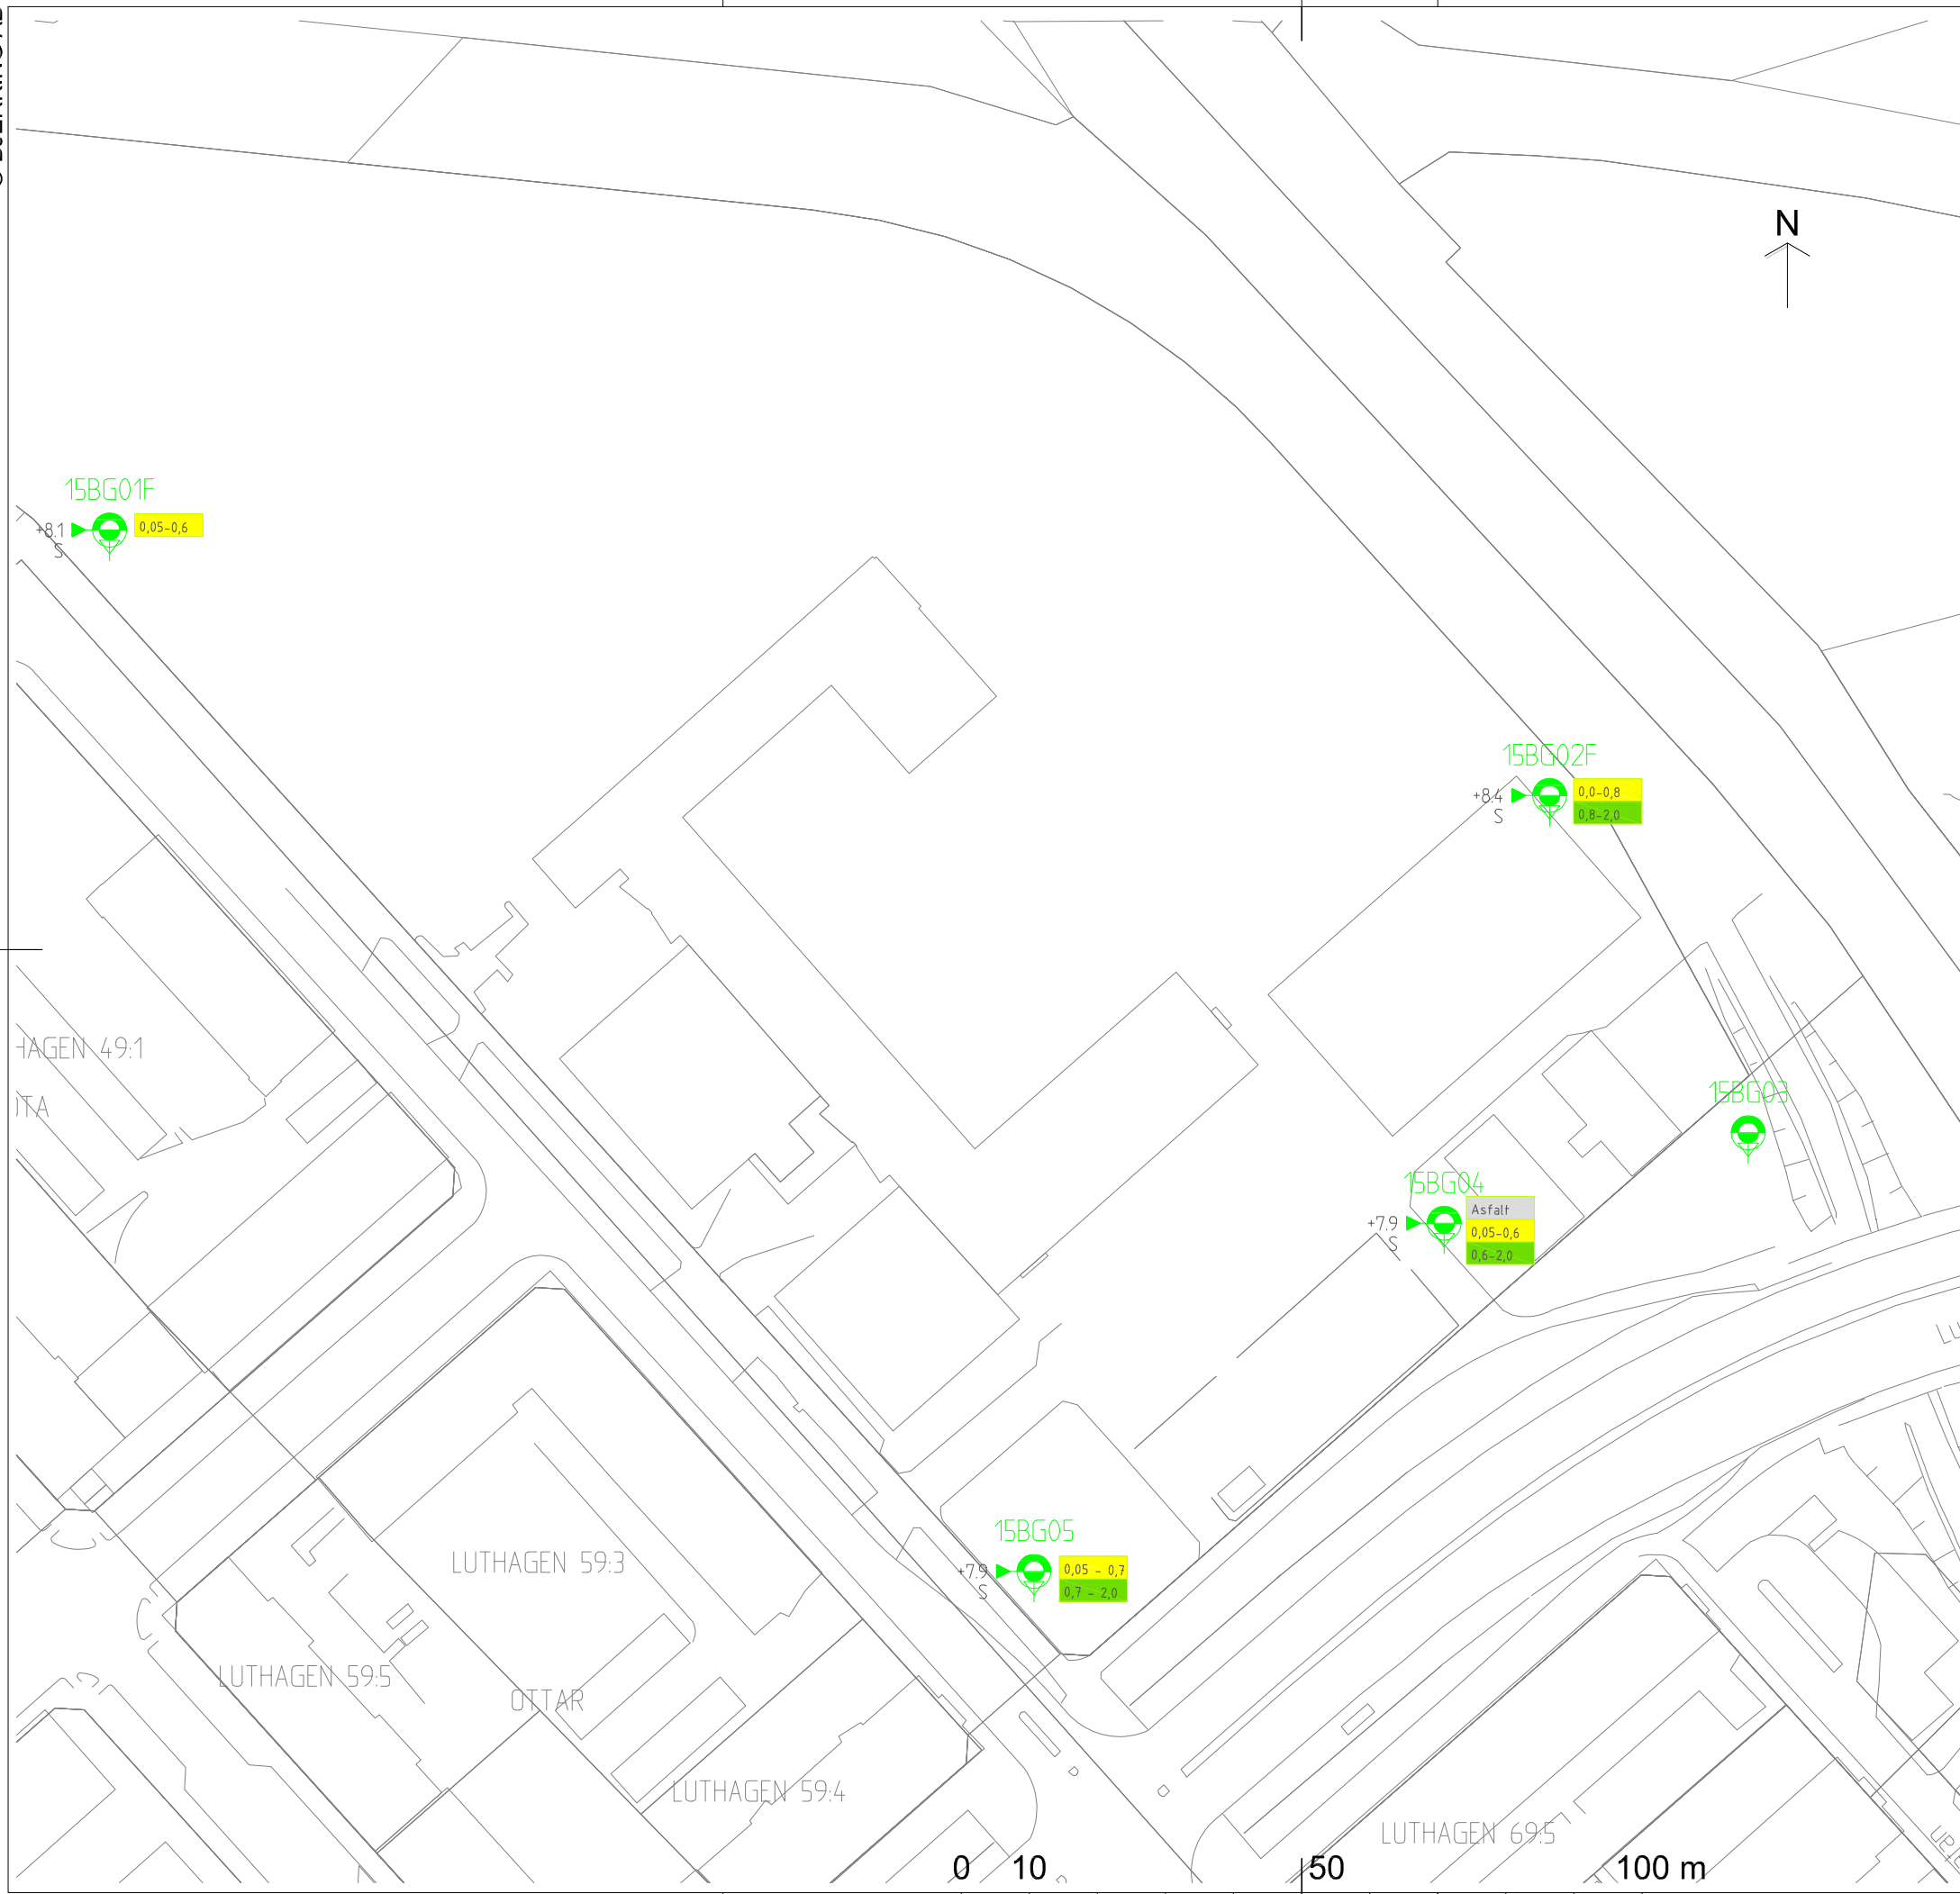 N
15BG01F
+8.1
S
0,05-0,6
15BG02F
+8.4
S
0,0-0,8
0,8-2,0
HAGEN 49:1
15BG03
15BG04
+7.9
S
Asfalt
0,05-0,6
0,6-2,0
15BG05
+7.9
S
0,05 - 0,7
0,7 - 2,0
LUTHAGEN 59:3
LUTHAGEN 59:5
OTTAR
LUTHAGEN 59:4
LUTHAGEN 69:5
0 10 50 100 m